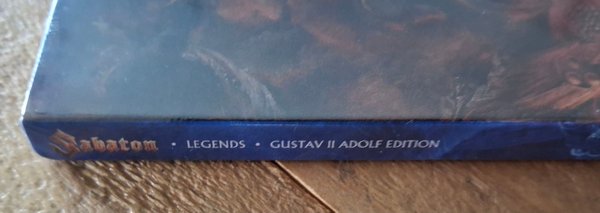 Sabaton • LEGENDS • GUSTAV II ADOLF EDITION